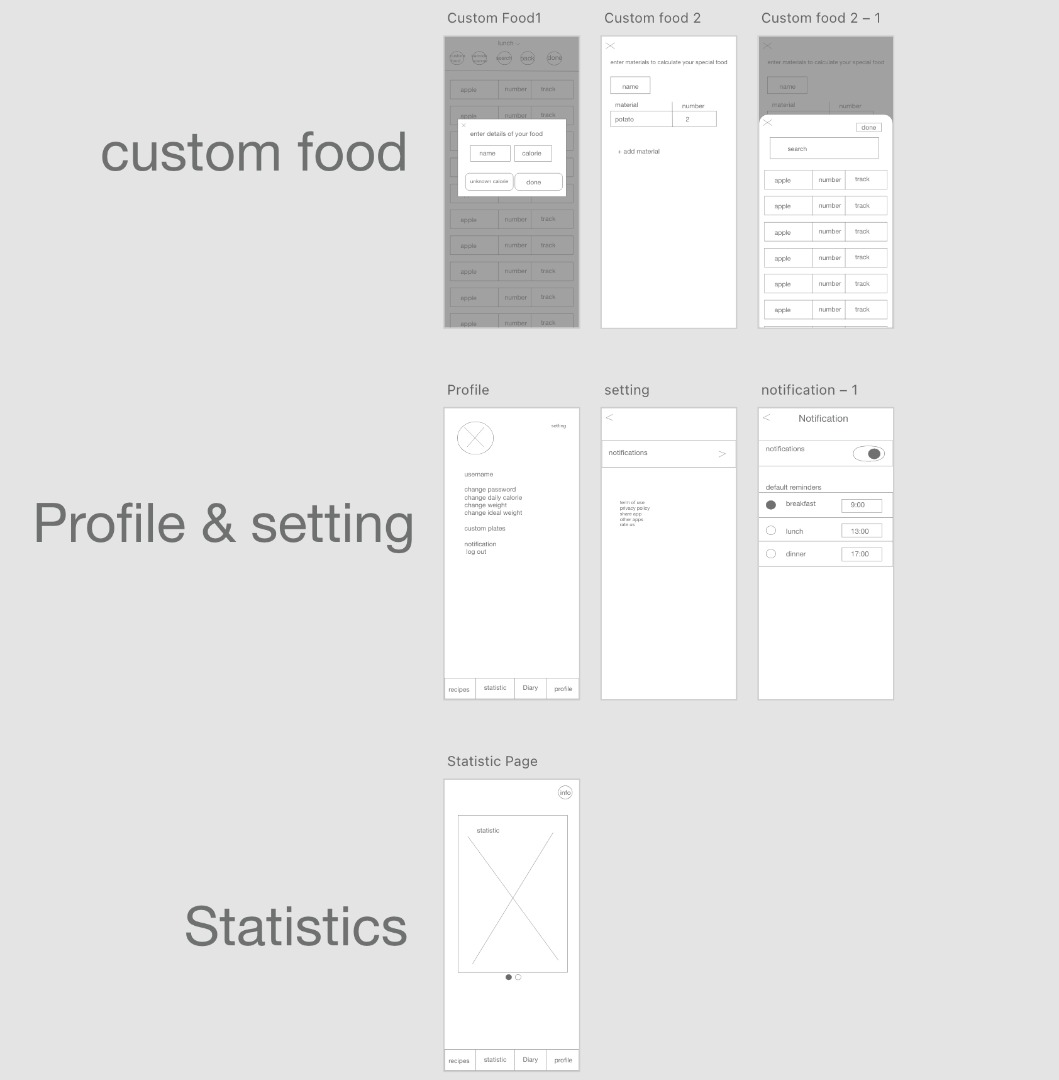 Custom Food1
Custom food 2
Custom food 2 – 1
custom food
lunch
search
done
apple number track
apple
enter details of your food
name calorie
unknown calorie done
apple number track
apple number track
apple number track
apple number track
apple number track
enter materials to calculate your special food
name
material number
potato 2
+ add material
enter materials to calculate your special food
name
material number
done
search
apple number track
apple number track
apple number track
apple number track
apple number track
apple number track
Profile
setting
notification – 1
Profile & setting
setting
username
change password
change daily calorie
change weight
change ideal weight
custom plates
notification
log out
recipes statistic Diary profile
<
notifications >
term of use
privacy policy
share app
other apps
rate us
< Notification
notifications
default reminders
breakfast 9:00
lunch 13:00
dinner 17:00
Statistic Page
Statistics
info
statistic
recipes statistic Diary profile